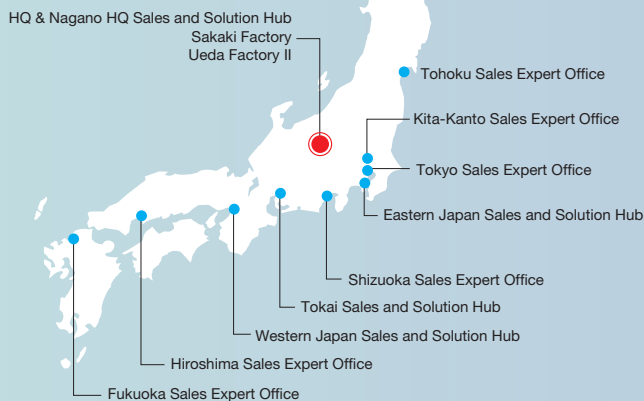 HQ & Nagano HQ Sales and Solution Hub
Sakaki Factory
Ueda Factory II
Tohoku Sales Expert Office
Kita-Kanto Sales Expert Office
Tokyo Sales Expert Office
Eastern Japan Sales and Solution Hub
Shizuoka Sales Expert Office
Tokai Sales and Solution Hub
Western Japan Sales and Solution Hub
Hiroshima Sales Expert Office
Fukuoka Sales Expert Office